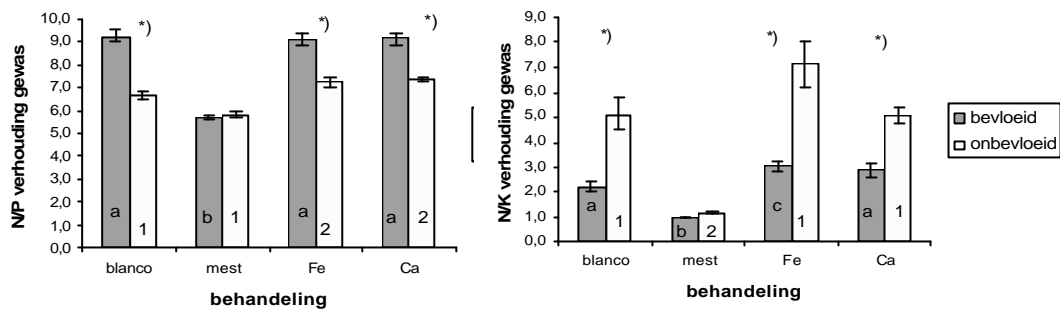 N/P verhouding gewas
10,0
9,0
8,0
7,0
6,0
5,0
4,0
3,0
2,0
1,0
0,0
*)
*)
*)
a
1
b
1
a
2
a
2
blanco
mest
Fe
Ca
behandeling
N/K verhouding gewas
9,0
8,0
7,0
6,0
5,0
4,0
3,0
2,0
1,0
0,0
*)
*)
*)
a
1
b
2
c
1
a
1
blanco
mest
Fe
Ca
behandeling
bevloeid
onbevloeid